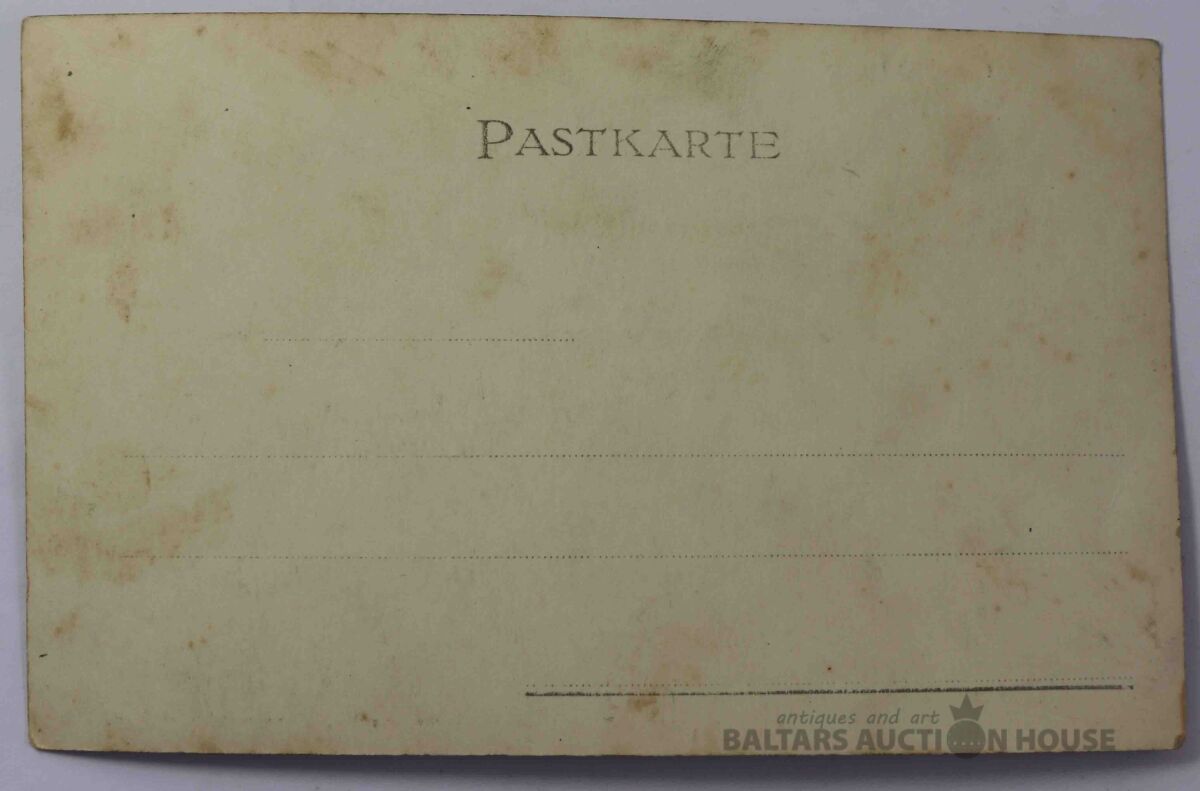 PASTKARTE
antiques and art
BALTARS AUCTION HOUSE